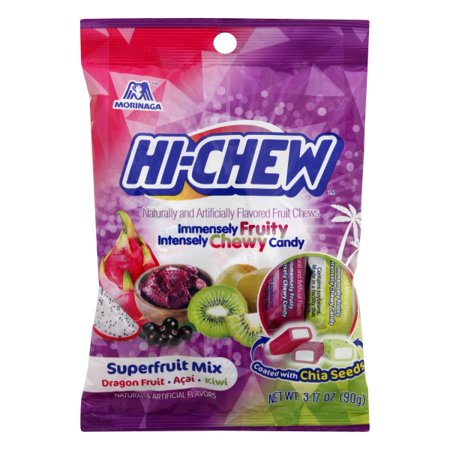 MORINAGA
HI-CHEW
Naturally and Artificially Flavored Fruit Chews
Immensely Fruity
Intensely Chewy Candy
Superfruit Mix
Dragon Fruit • Açaí • Kiwi
NATURAL & ARTIFICIAL FLAVORS
Coated with Chia Seeds
NET WT. 3.17 OZ. (90g)